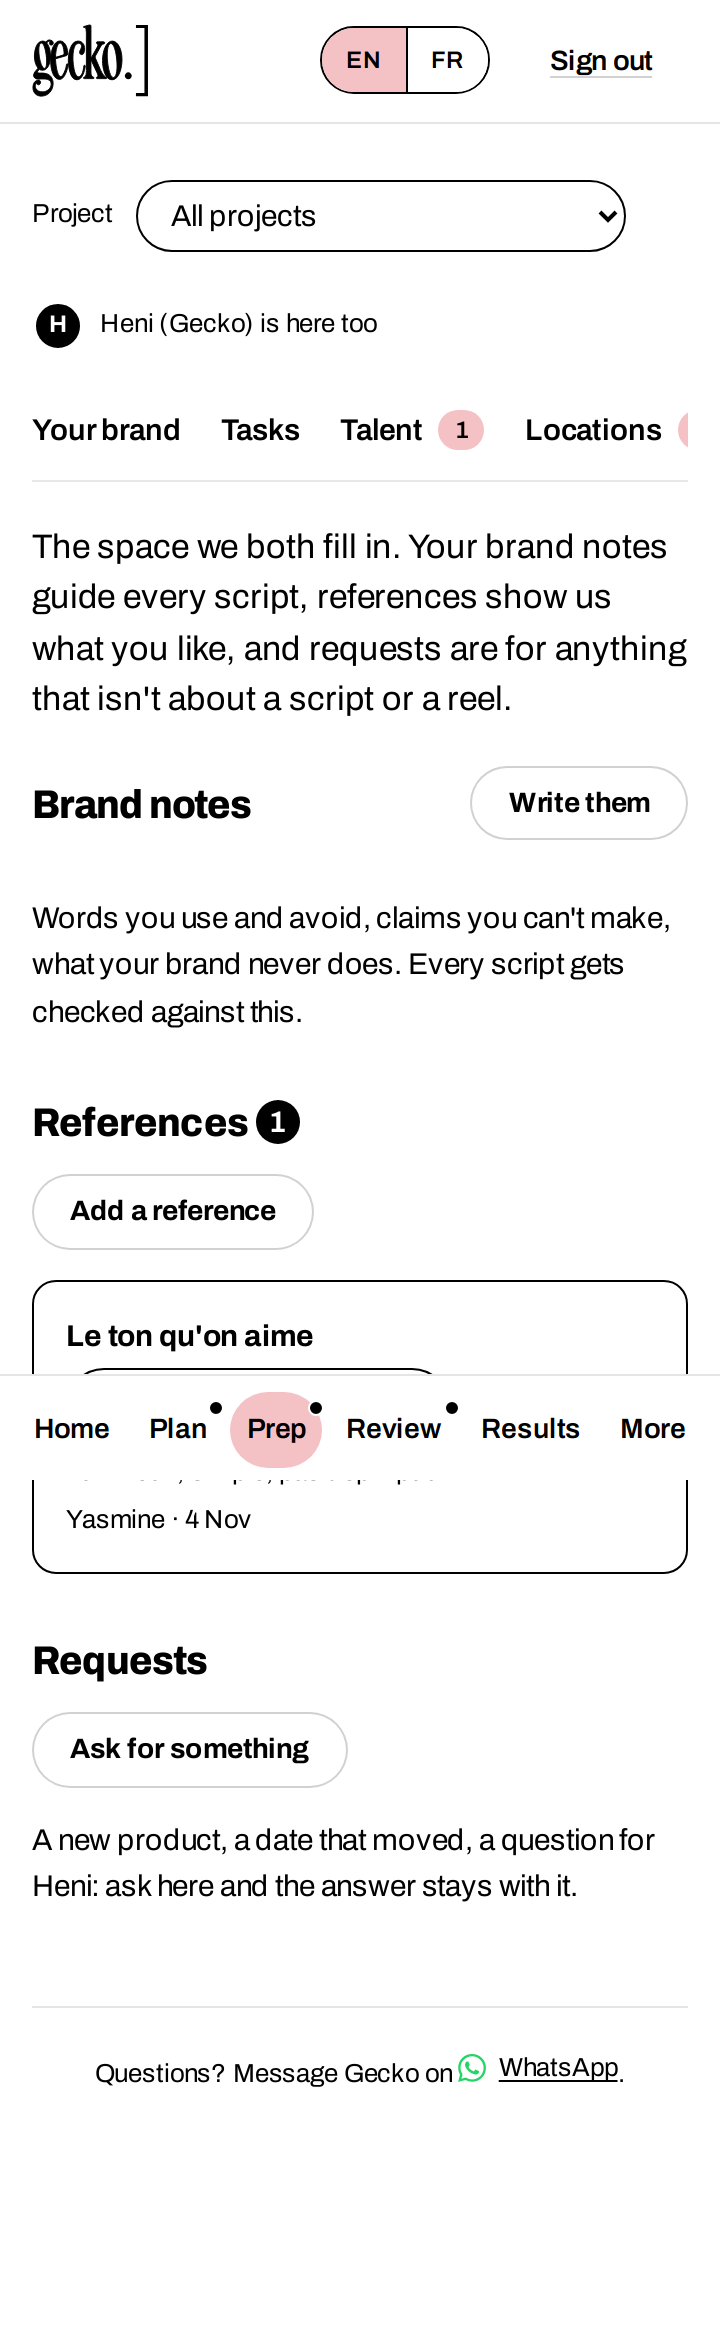 gecko.]
EN FR Sign out
Project All projects
H Heni (Gecko) is here too
Your brand Tasks Talent 1 Locations
The space we both fill in. Your brand notes
guide every script, references show us
what you like, and requests are for anything
that isn't about a script or a reel.
Brand notes Write them
Words you use and avoid, claims you can't make,
what your brand never does. Every script gets
checked against this.
References 1
Add a reference
Le ton qu'on aime
Home Plan Prep Review Results More
Yasmine · 4 Nov
Requests
Ask for something
A new product, a date that moved, a question for
Heni: ask here and the answer stays with it.
Questions? Message Gecko on WhatsApp.